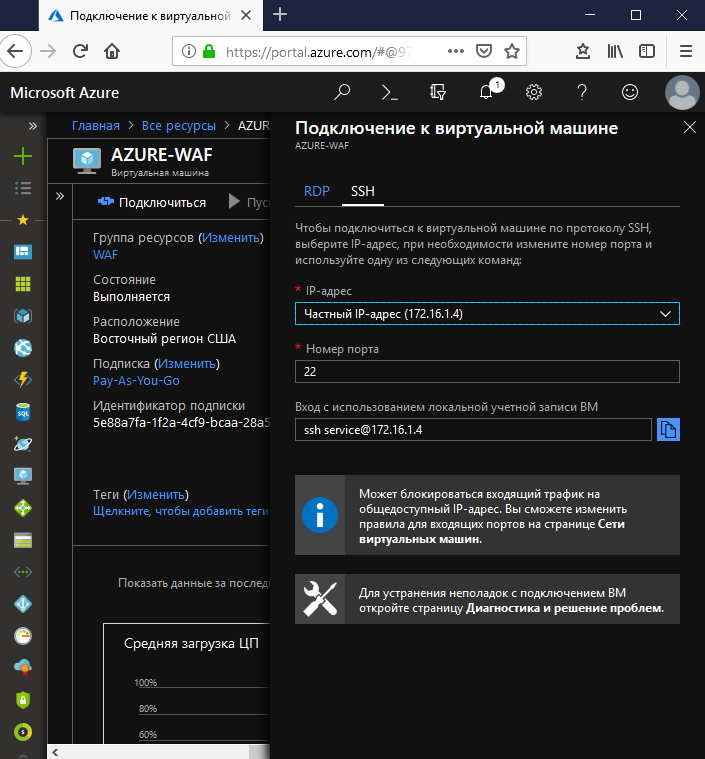 Подключение к виртуальной
https://portal.azure.com/#@97
Microsoft Azure
1
Главная > Все ресурсы > AZUR
AZURE-WAF
Виртуальная машина
Подключиться
Пус
Группа ресурсов (Изменить)
WAF
Состояние
Выполняется
Расположение
Восточный регион США
Подписка (Изменить)
Pay-As-You-Go
Идентификатор подписки
5e88a7fa-1f2a-4cf9-bcaa-28a5
Теги (Изменить)
Щелкните, чтобы добавить теги
Показать данные за последн
Средняя загрузка ЦП
100%
80%
60%
Подключение к виртуальной машине
AZURE-WAF
RDP SSH
Чтобы подключиться к виртуальной машине по протоколу SSH,
выберите IP-адрес, при необходимости измените номер порта и
используйте одну из следующих команд:
* IP-адрес
Частный IP-адрес (172.16.1.4)
* Номер порта
22
Вход с использованием локальной учетной записи ВМ
ssh service@172.16.1.4
Может блокироваться входящий трафик на
общедоступный IP-адрес. Вы сможете изменить
правила для входящих портов на странице Сети
виртуальных машин.
Для устранения неполадок с подключением ВМ
откройте страницу Диагностика и решение проблем.